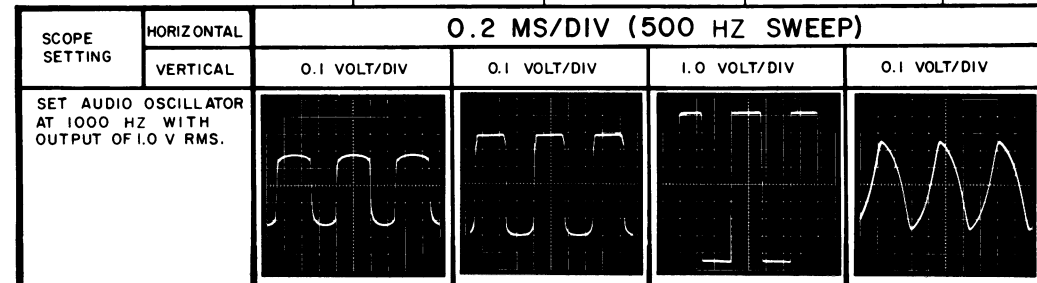 SCOPE SETTING
HORIZONTAL
0.2 MS/DIV (500 HZ SWEEP)
VERTICAL
0.1 VOLT/DIV
0.1 VOLT/DIV
1.0 VOLT/DIV
0.1 VOLT/DIV
SET AUDIO OSCILLATOR
AT 1000 HZ WITH
OUTPUT OF 1.0 V RMS.